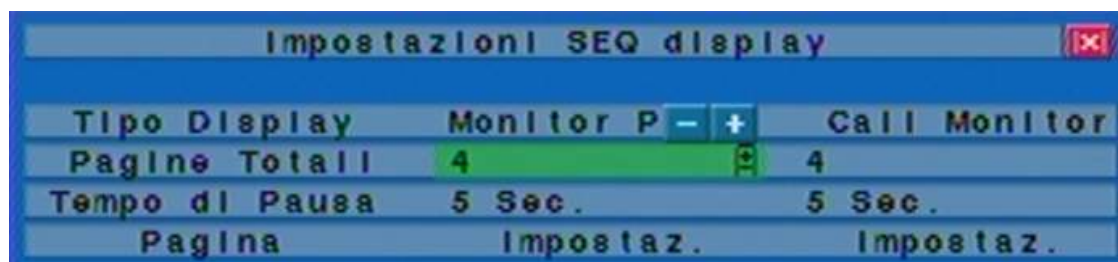 Impostazioni SEQ display
Tipo Display Monitor P - + Call Monitor
Pagine Totali 4 4
Tempo di Pausa 5 Sec. 5 Sec.
Pagina Impostaz. Impostaz.